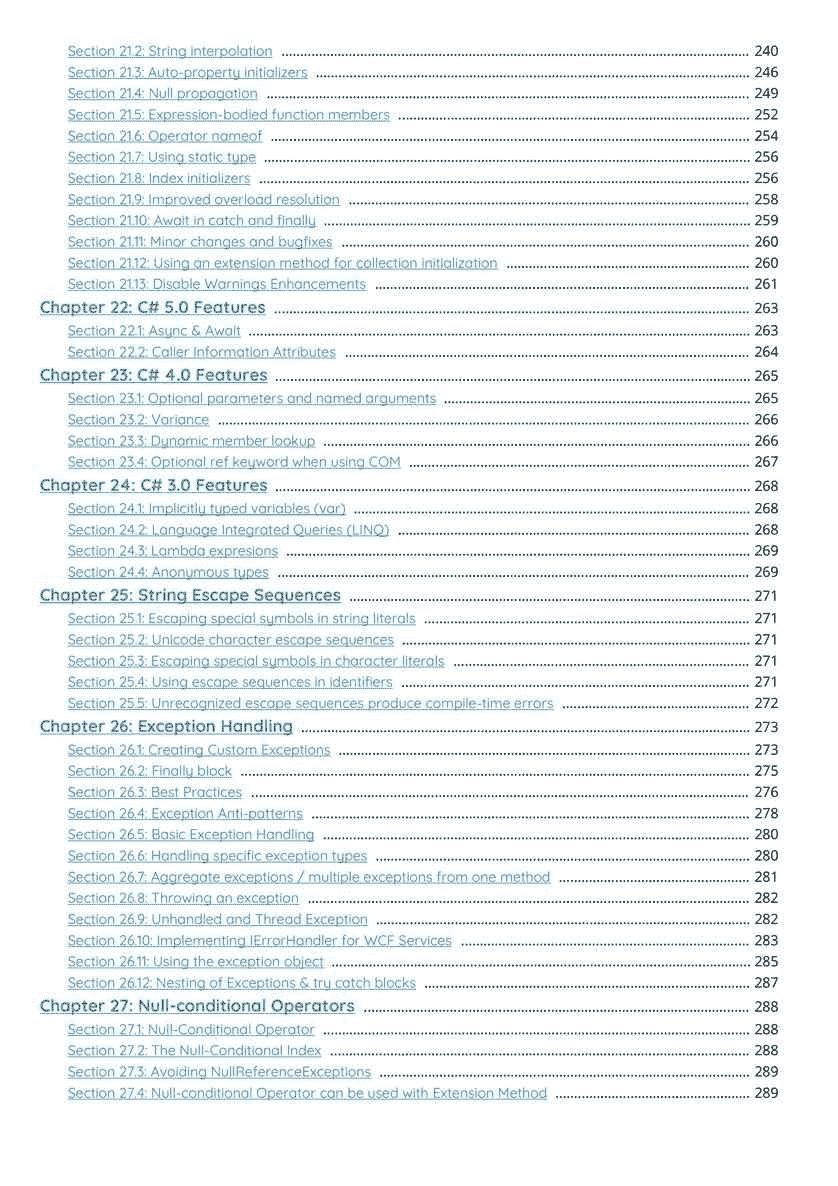 Section 21.2: String interpolation ..... 240
Section 21.3: Auto-property initializers ..... 246
Section 21.4: Null propagation ..... 249
Section 21.5: Expression-bodied function members ..... 252
Section 21.6: Operator nameof ..... 254
Section 21.7: Using static type ..... 256
Section 21.8: Index initializers ..... 256
Section 21.9: Improved overload resolution ..... 258
Section 21.10: Await in catch and finally ..... 259
Section 21.11: Minor changes and bugfixes ..... 260
Section 21.12: Using an extension method for collection initialization ..... 260
Section 21.13: Disable Warnings Enhancements ..... 261
Chapter 22: C# 5.0 Features ..... 263
Section 22.1: Async & Await ..... 263
Section 22.2: Caller Information Attributes ..... 264
Chapter 23: C# 4.0 Features ..... 265
Section 23.1: Optional parameters and named arguments ..... 265
Section 23.2: Variance ..... 266
Section 23.3: Dynamic member lookup ..... 266
Section 23.4: Optional ref keyword when using COM ..... 267
Chapter 24: C# 3.0 Features ..... 268
Section 24.1: Implicitly typed variables (var) ..... 268
Section 24.2: Language Integrated Queries (LINQ) ..... 268
Section 24.3: Lambda expresions ..... 269
Section 24.4: Anonymous types ..... 269
Chapter 25: String Escape Sequences ..... 271
Section 25.1: Escaping special symbols in string literals ..... 271
Section 25.2: Unicode character escape sequences ..... 271
Section 25.3: Escaping special symbols in character literals ..... 271
Section 25.4: Using escape sequences in identifiers ..... 271
Section 25.5: Unrecognized escape sequences produce compile-time errors ..... 272
Chapter 26: Exception Handling ..... 273
Section 26.1: Creating Custom Exceptions ..... 273
Section 26.2: Finally block ..... 275
Section 26.3: Best Practices ..... 276
Section 26.4: Exception Anti-patterns ..... 278
Section 26.5: Basic Exception Handling ..... 280
Section 26.6: Handling specific exception types ..... 280
Section 26.7: Aggregate exceptions / multiple exceptions from one method ..... 281
Section 26.8: Throwing an exception ..... 282
Section 26.9: Unhandled and Thread Exception ..... 282
Section 26.10: Implementing IErrorHandler for WCF Services ..... 283
Section 26.11: Using the exception object ..... 285
Section 26.12: Nesting of Exceptions & try catch blocks ..... 287
Chapter 27: Null-conditional Operators ..... 288
Section 27.1: Null-Conditional Operator ..... 288
Section 27.2: The Null-Conditional Index ..... 288
Section 27.3: Avoiding NullReferenceExceptions ..... 289
Section 27.4: Null-conditional Operator can be used with Extension Method ..... 289